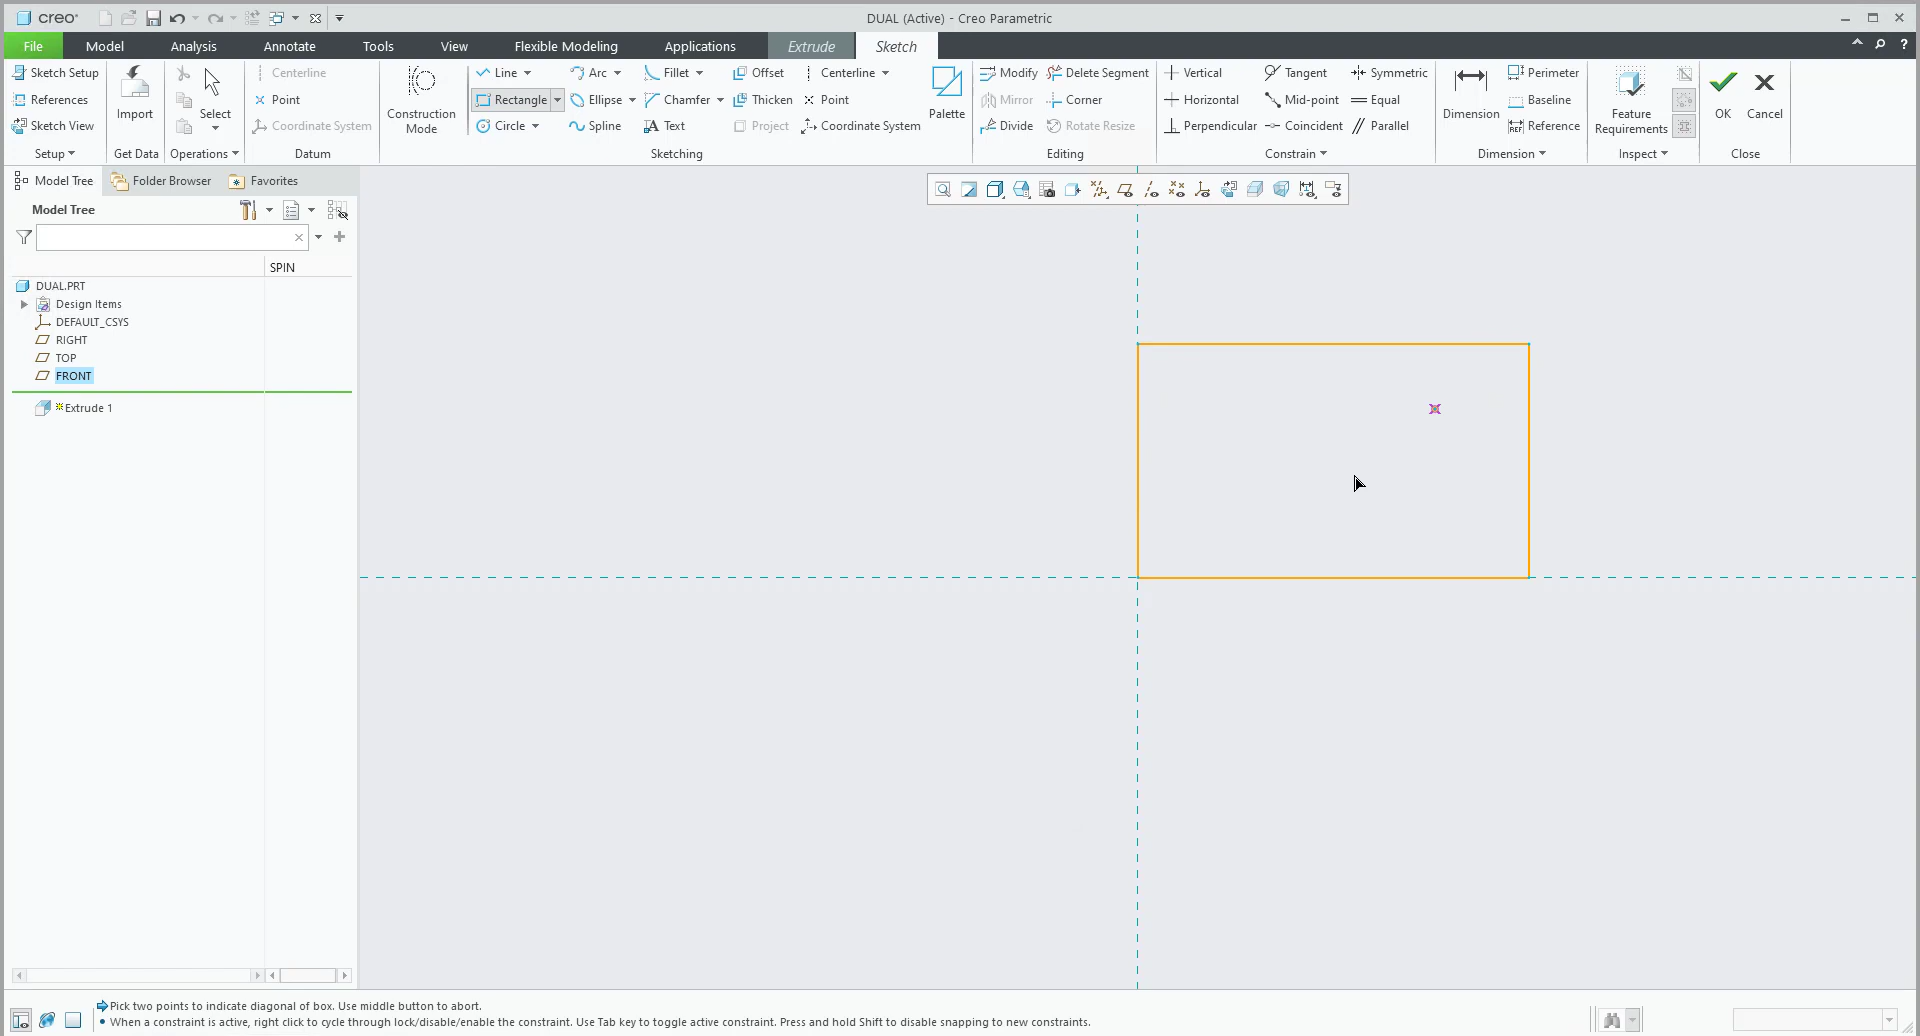 creo®
DUAL (Active) - Creo Parametric
File Model Analysis Annotate Tools View Flexible Modeling Applications Extrude Sketch
Sketch Setup
References
Sketch View
Setup
Import
Get Data
Select
Operations
Centerline
Point
Coordinate System
Datum
Construction
Mode
Line Arc Fillet Offset Centerline
Rectangle Ellipse Chamfer Thicken Point
Circle Spline Text Project Coordinate System
Palette
Sketching
Modify Delete Segment
Mirror Corner
Divide Rotate Resize
Editing
Vertical Tangent Symmetric
Horizontal Mid-point Equal
Perpendicular Coincident Parallel
Constrain
Dimension
Perimeter
Baseline
Reference
Dimension
Feature
Requirements
Inspect
OK Cancel
Close
Model Tree Folder Browser Favorites
Model Tree
SPIN
DUAL.PRT
Design Items
DEFAULT_CSYS
RIGHT
TOP
FRONT
Extrude 1
Pick two points to indicate diagonal of box. Use middle button to abort.
• When a constraint is active, right click to cycle through lock/disable/enable the constraint. Use Tab key to toggle active constraint. Press and hold Shift to disable snapping to new constraints.